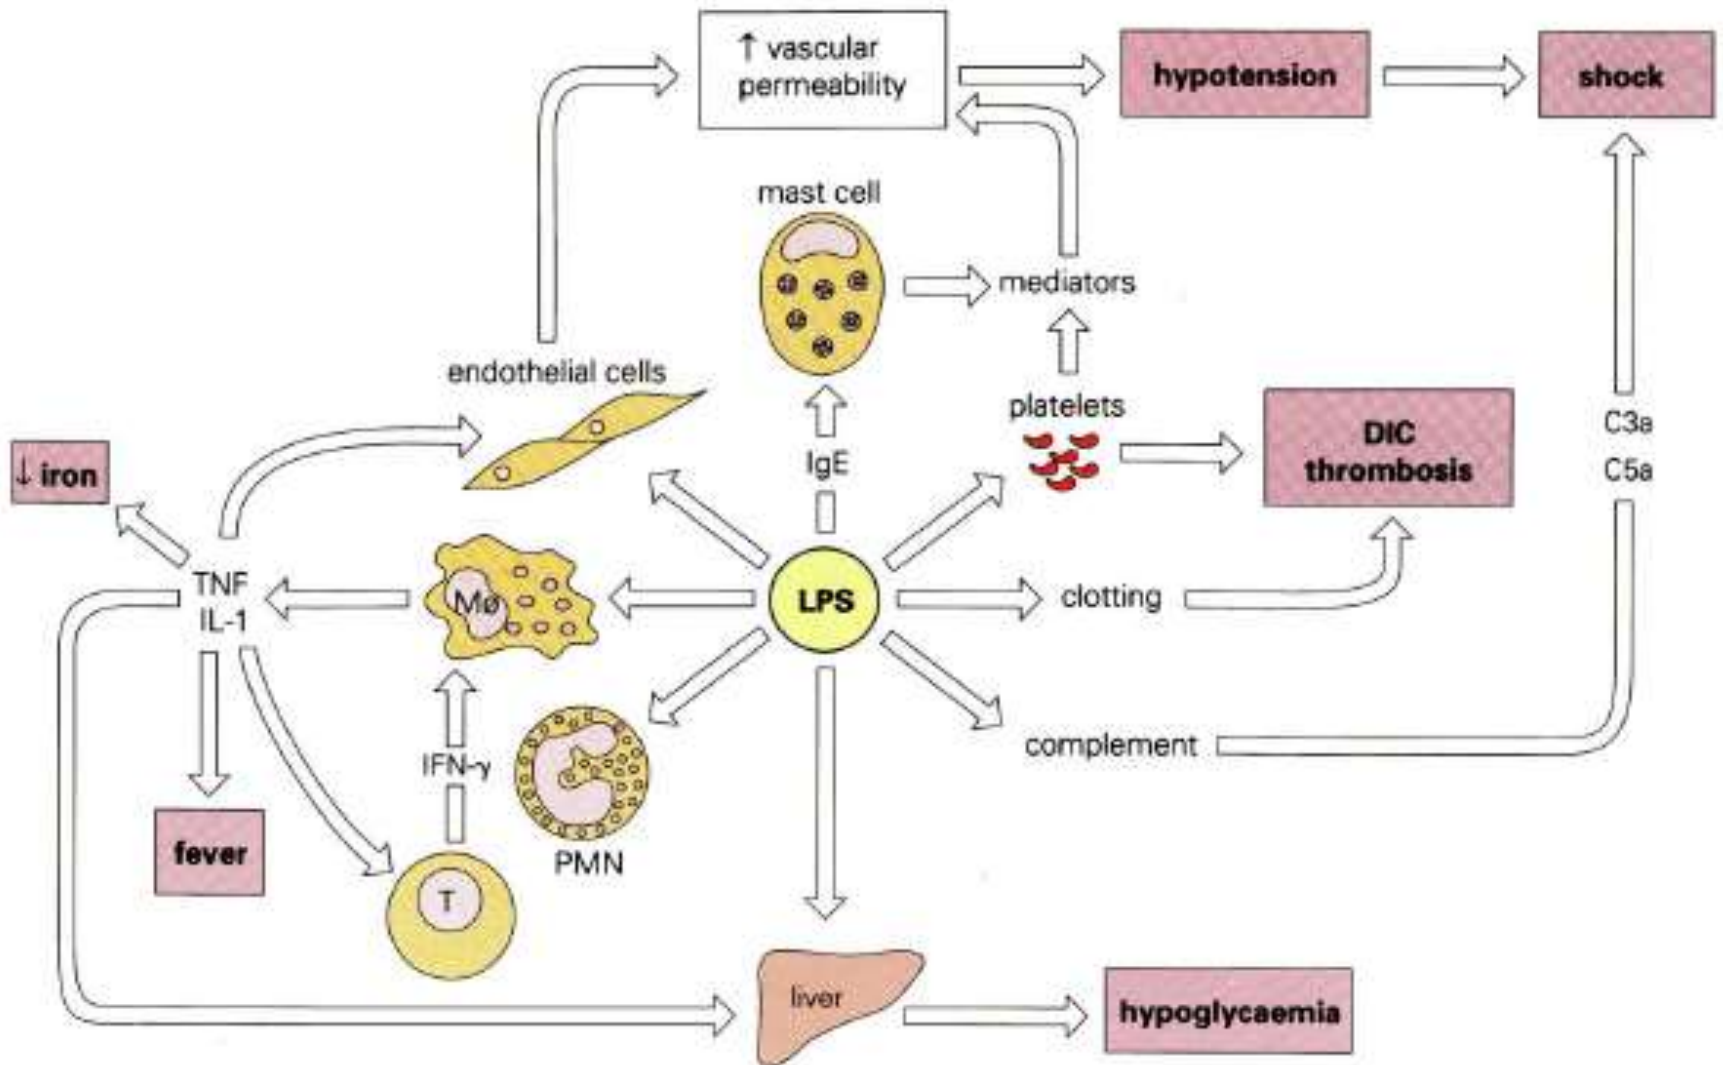 ↑ vascular
permeability
hypotension
shock
mast cell
mediators
endothelial cells
platelets
DIC
thrombosis
C3a
C5a
↓ iron
IgE
TNF
IL-1
Mø
LPS
clotting
IFN-γ
complement
fever
PMN
T
liver
hypoglycaemia